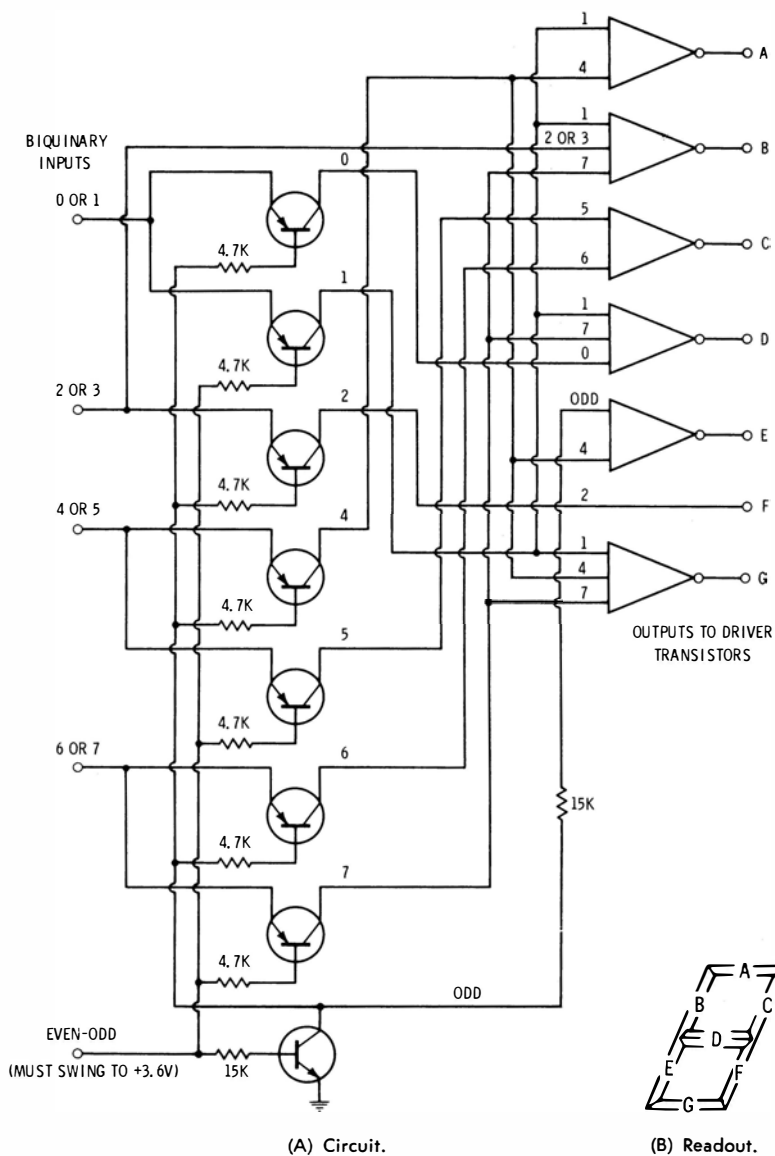 1
A
4
1
BIQUINARY
INPUTS
2 OR 3
B
0
7
0 OR 1
5
C
4.7K
6
1
1
7
D
0
4.7K
2 OR 3
2
ODD
E
4
4.7K
4 OR 5
4
2
F
1
4
G
4.7K
7
5
OUTPUTS TO DRIVER
TRANSISTORS
4.7K
6 OR 7
6
15K
4.7K
7
4.7K
ODD
EVEN-ODD
(MUST SWING TO +3.6V)
15K
A
B
C
D
E
F
G
(A) Circuit.
(B) Readout.